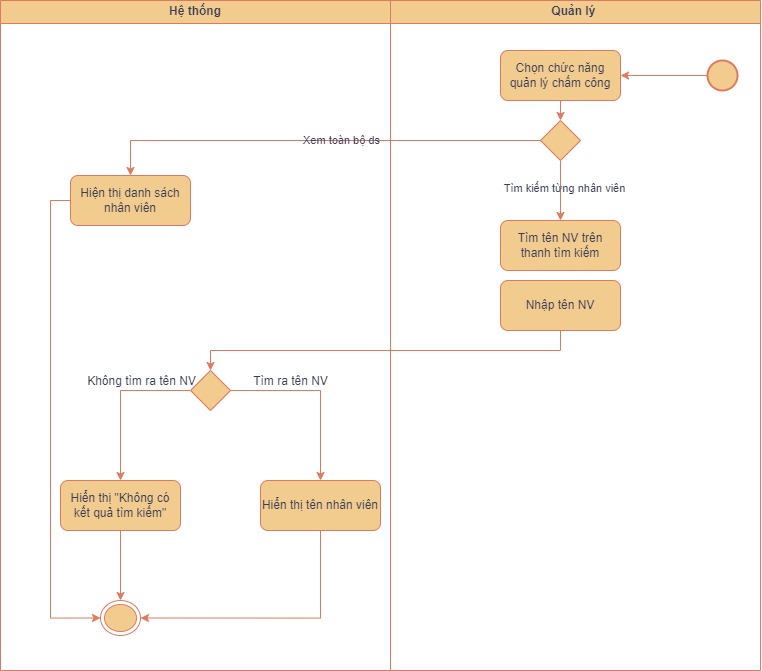 Hệ thống
Quản lý
Chọn chức năng
quản lý chấm công
Xem toàn bộ ds
Hiện thị danh sách
nhân viên
Tìm kiếm từng nhân viên
Tìm tên NV trên
thanh tìm kiếm
Nhập tên NV
Không tìm ra tên NV
Tìm ra tên NV
Hiển thị "Không có
kết quả tìm kiếm"
Hiển thị tên nhân viên